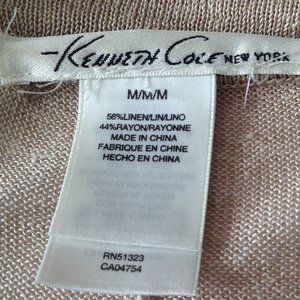 Kenneth Cole NEW YORK
M/M/M
56%LINEN/LIN/LINO
44%RAYON/RAYONNE
MADE IN CHINA
FABRIQUE EN CHINE
HECHO EN CHINA
RN51323
CA04754